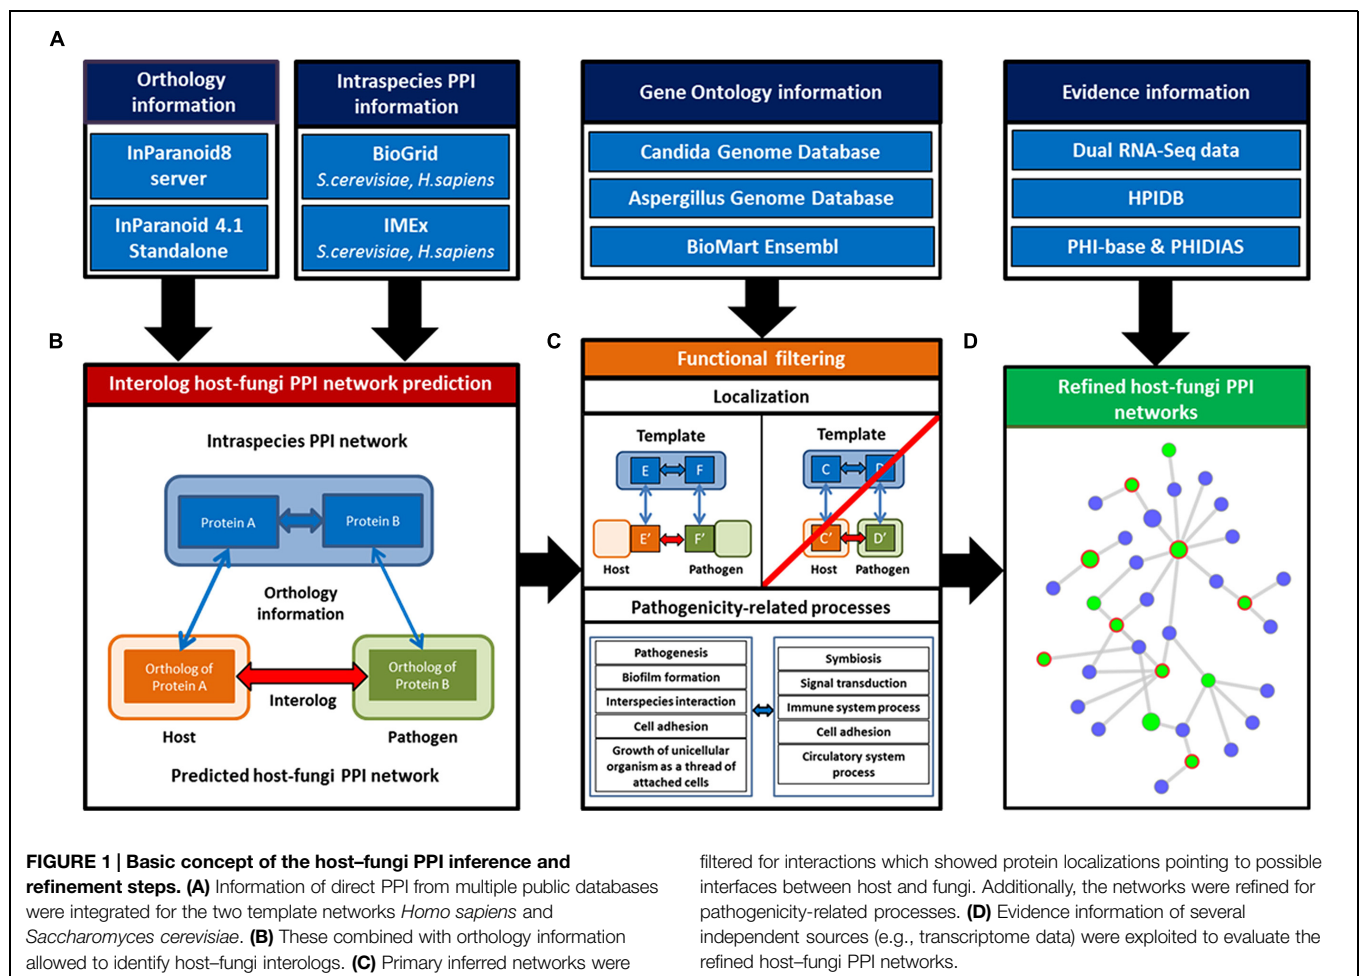 A
Orthology
information
InParanoid8
server
InParanoid 4.1
Standalone
Intraspecies PPI
information
BioGrid
S.cerevisiae, H.sapiens
IMEx
S.cerevisiae, H.sapiens
Gene Ontology information
Candida Genome Database
Aspergillus Genome Database
BioMart Ensembl
Evidence information
Dual RNA-Seq data
HPIDB
PHI-base & PHIDIAS
B
Interolog host-fungi PPI network prediction
Intraspecies PPI network
Protein A
Protein B
Orthology
information
Ortholog of
Protein A
Ortholog of
Protein B
Interolog
Host
Pathogen
Predicted host-fungi PPI network
C
Functional filtering
Localization
Template
E
F
E'
F'
Host
Pathogen
Template
C
D
C'
D'
Host
Pathogen
Pathogenicity-related processes
Pathogenesis
Biofilm formation
Interspecies interaction
Cell adhesion
Growth of unicellular
organism as a thread of
attached cells
Symbiosis
Signal transduction
Immune system process
Cell adhesion
Circulatory system
process
D
Refined host-fungi PPI
networks
FIGURE 1 | Basic concept of the host–fungi PPI inference and
refinement steps. (A) Information of direct PPI from multiple public databases
were integrated for the two template networks Homo sapiens and
Saccharomyces cerevisiae. (B) These combined with orthology information
allowed to identify host–fungi interologs. (C) Primary inferred networks were
filtered for interactions which showed protein localizations pointing to possible
interfaces between host and fungi. Additionally, the networks were refined for
pathogenicity-related processes. (D) Evidence information of several
independent sources (e.g., transcriptome data) were exploited to evaluate the
refined host–fungi PPI networks.